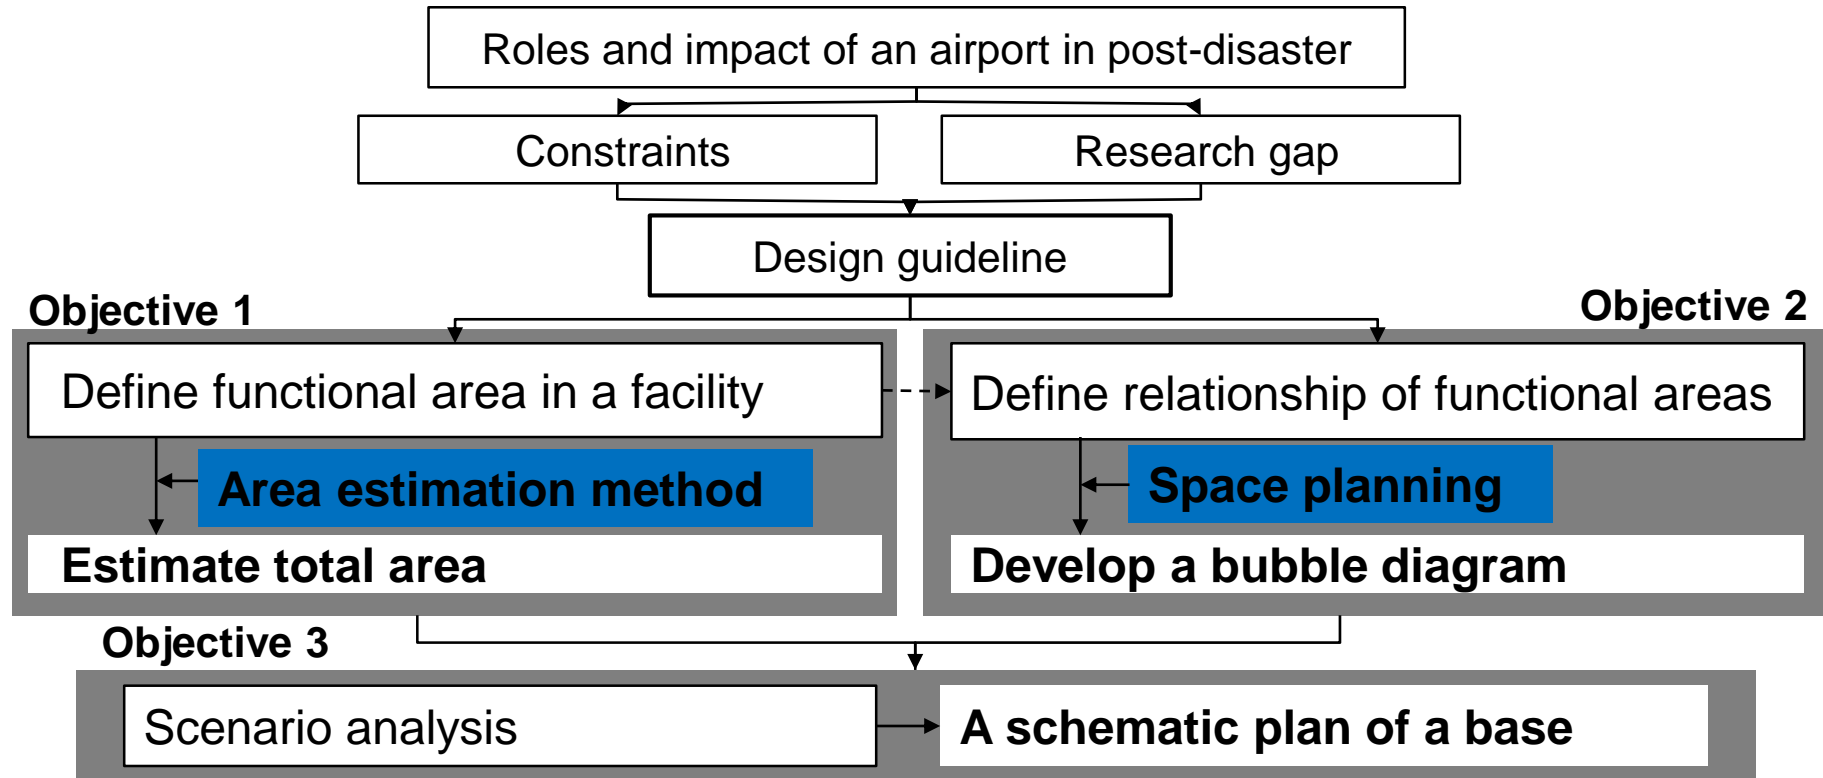 Roles and impact of an airport in post-disaster
Constraints
Research gap
Design guideline
Objective 1
Objective 2
Define functional area in a facility
Define relationship of functional areas
Area estimation method
Space planning
Estimate total area
Develop a bubble diagram
Objective 3
Scenario analysis
A schematic plan of a base